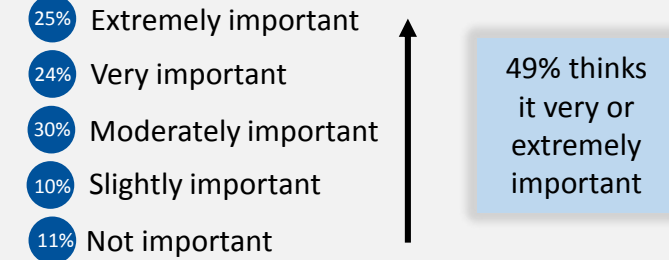 25% Extremely important
24% Very important
30% Moderately important
10% Slightly important
11% Not important
49% thinks
it very or
extremely
important